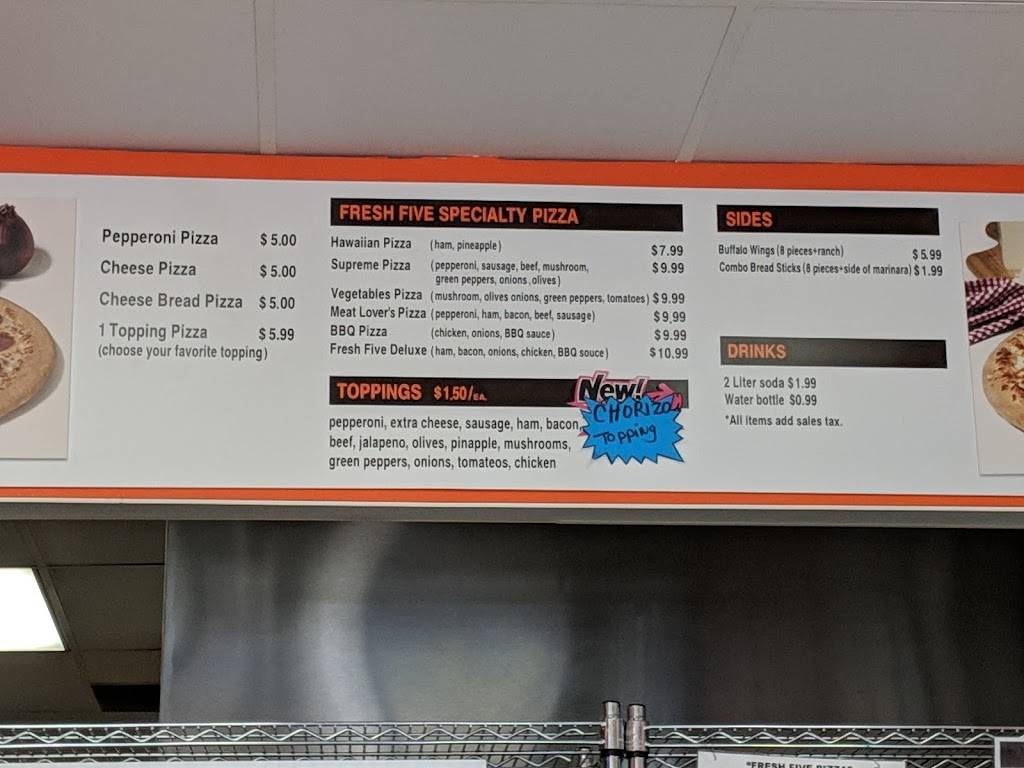 Pepperoni Pizza $ 5.00
Cheese Pizza $ 5.00
Cheese Bread Pizza $ 5.00
1 Topping Pizza $ 5.99
(choose your favorite topping)
FRESH FIVE SPECIALTY PIZZA
Hawaiian Pizza (ham, pineapple) $7.99
Supreme Pizza (pepperoni, sausage, beef, mushroom, $ 9.99
green peppers, onions ,olives)
Vegetables Pizza (mushroom, olives onions, green peppers, tomatoes) $ 9.99
Meat Lover's Pizza (pepperoni, ham, bacon, beef, sausage) $ 9,99
BBQ Pizza (chicken, onions, BBQ sauce) $ 9.99
Fresh Five Deluxe (ham, bacon, onions, chicken, BBQ souce) $ 10.99
TOPPINGS $1,50/EA.
New!
CHORIZO
Topping
pepperoni, extra cheese, sausage, ham, bacon,
beef, jalapeno, olives, pinapple, mushrooms,
green peppers, onions, tomateos, chicken
SIDES
Buffalo Wings (8 pieces+ranch) $ 5.99
Combo Bread Sticks (8 pieces+side of marinara) $ 1.99
DRINKS
2 Liter soda $ 1.99
Water bottle $0.99
*All items add sales tax.
*FRESH FIVE PIZZA*